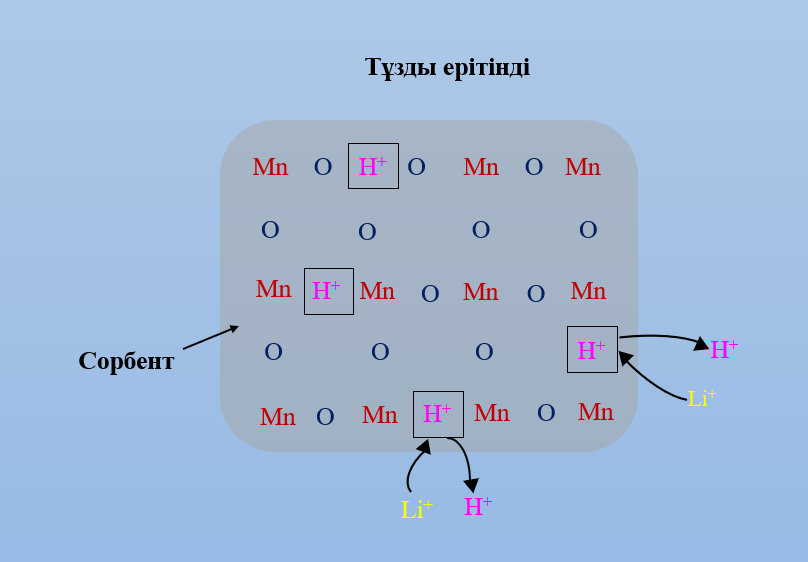 Тұзды ерітінді
Mn O H⁺ O Mn O Mn
O O O O
Mn H⁺ Mn O Mn O Mn
O O O H⁺ H⁺
Сорбент
Li⁺
Mn O Mn H⁺ Mn O Mn
Li⁺ H⁺